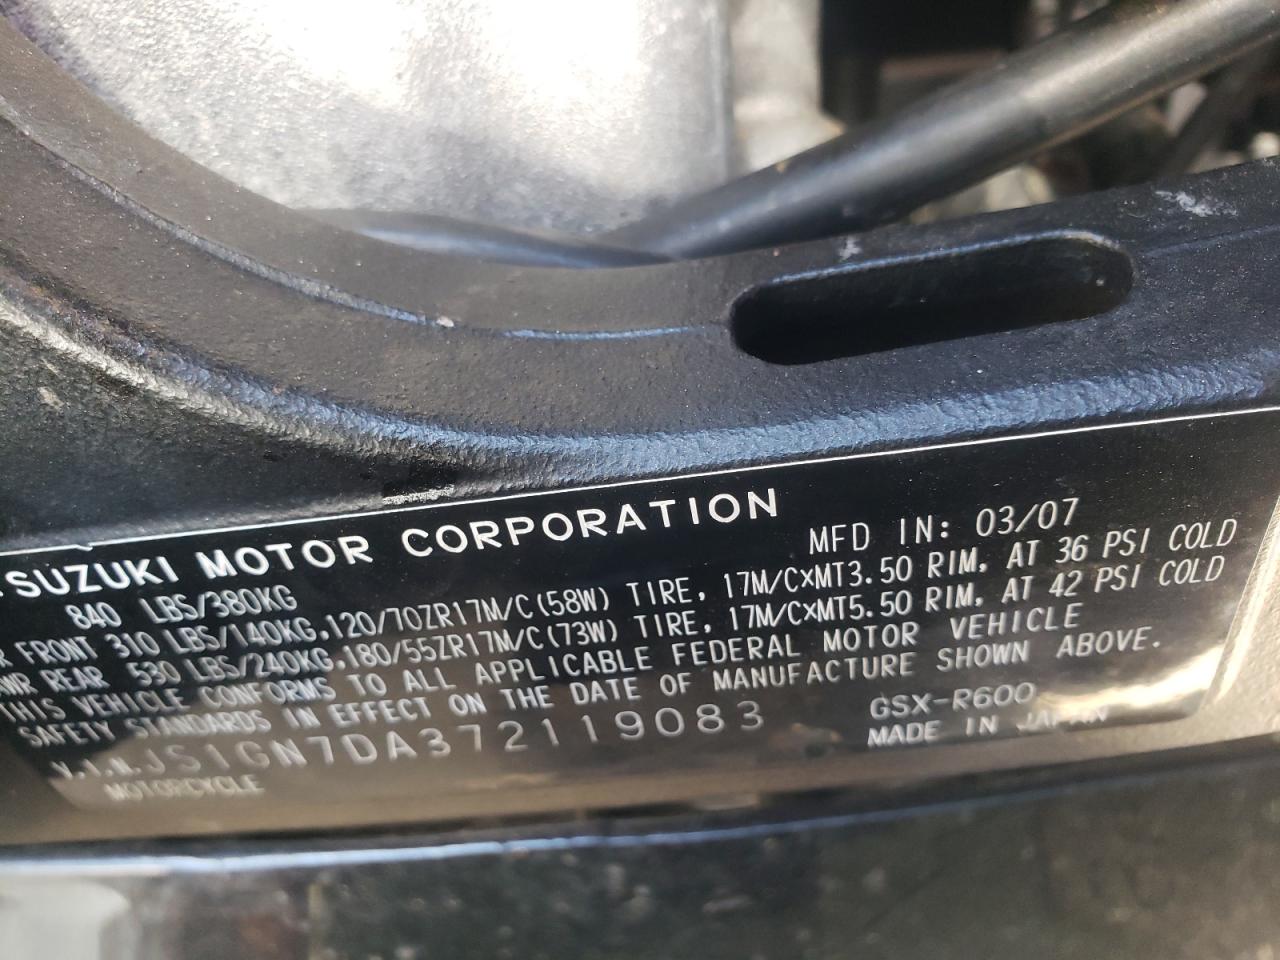 SUZUKI MOTOR CORPORATION
MFD IN: 03/07
840 LBS/380KG
FRONT 310 LBS/140KG.120/70ZR17M/C(58W) TIRE, 17M/CxMT3.50 RIM, AT 36 PSI COLD
REAR 530 LBS/240KG.180/55ZR17M/C(73W) TIRE, 17M/CxMT5.50 RIM, AT 42 PSI COLD
THIS VEHICLE CONFORMS TO ALL APPLICABLE FEDERAL MOTOR VEHICLE
SAFETY STANDARDS IN EFFECT ON THE DATE OF MANUFACTURE SHOWN ABOVE.
V.I.N. JS1GN7DA372119083 GSX-R600
MOTORCYCLE MADE IN JAPAN